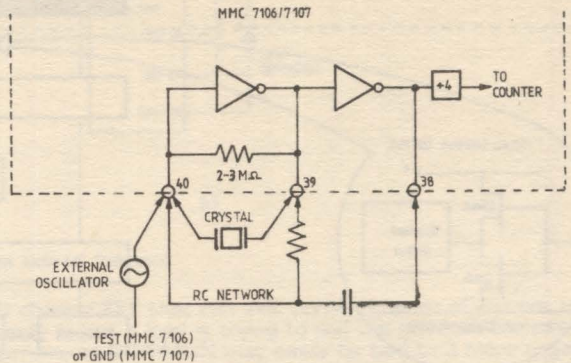 MMC 7106/7107
÷4
TO
COUNTER
2-3 M.Ω
40
39
38
CRYSTAL
EXTERNAL
OSCILLATOR
RC NETWORK
TEST (MMC 7106)
or GND (MMC 7107)